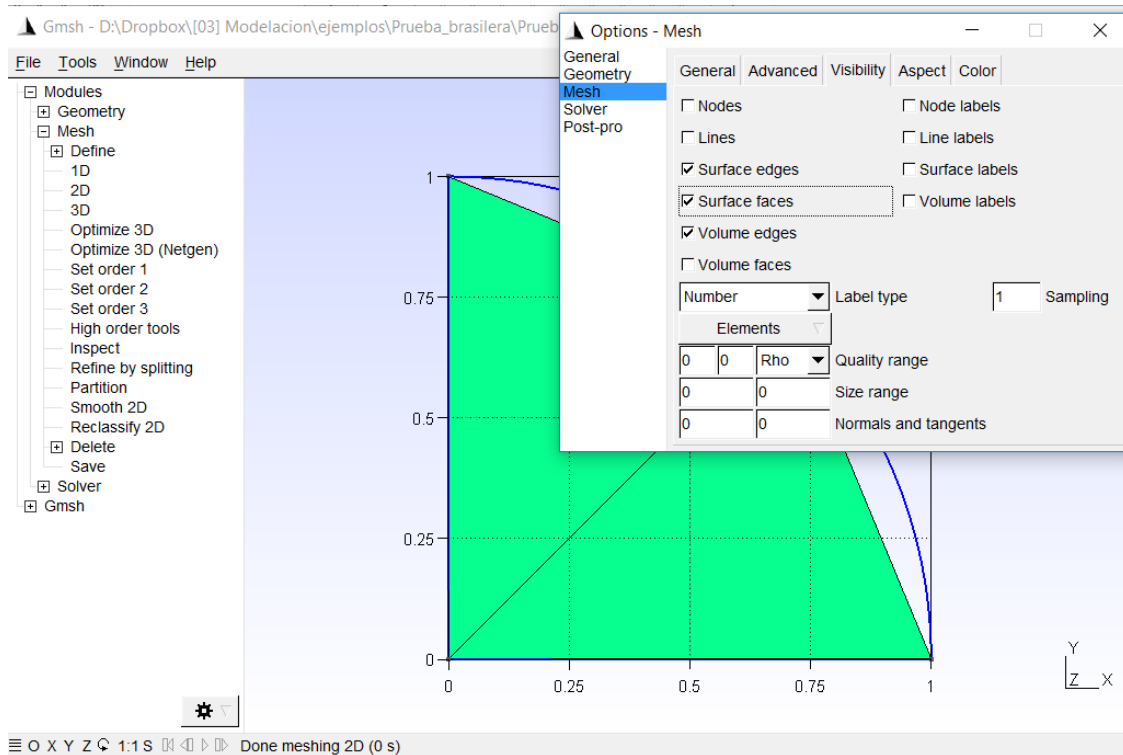 Gmsh - D:\Dropbox\[03] Modelacion\ejemplos\Prueba_brasilera\Prueb
File Tools Window Help
Modules
Geometry
Mesh
Define
1D
2D
3D
Optimize 3D
Optimize 3D (Netgen)
Set order 1
Set order 2
Set order 3
High order tools
Inspect
Refine by splitting
Partition
Smooth 2D
Reclassify 2D
Delete
Save
Solver
Gmsh
1
0.75
0.5
0.25
0
0 0.25 0.5 0.75 1
Y
Z X
Options - Mesh
General
Geometry
Mesh
Solver
Post-pro
General Advanced Visibility Aspect Color
Nodes Node labels
Lines Line labels
Surface edges Surface labels
Surface faces Volume labels
Volume edges
Volume faces
Number Label type 1 Sampling
Elements
0 0 Rho Quality range
0 0 Size range
0 0 Normals and tangents
O X Y Z 1:1 S Done meshing 2D (0 s)